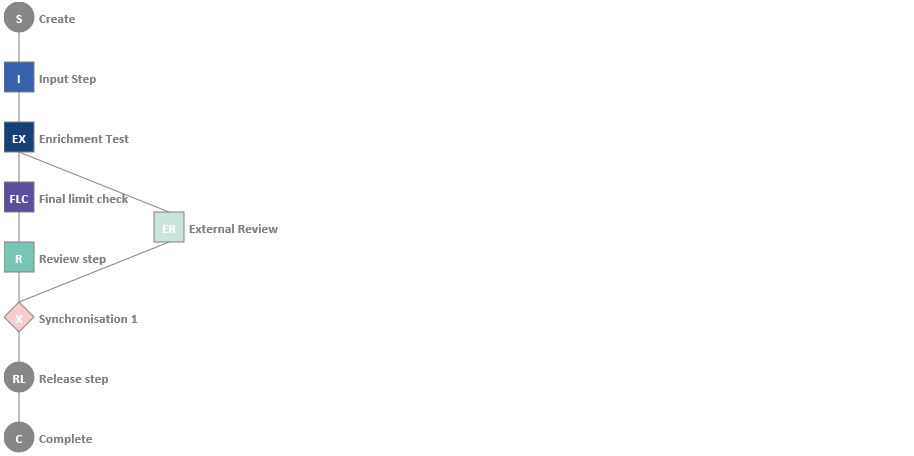 S Create
I Input Step
EX Enrichment Test
FLC Final limit check
ER External Review
R Review step
X Synchronisation 1
RL Release step
C Complete